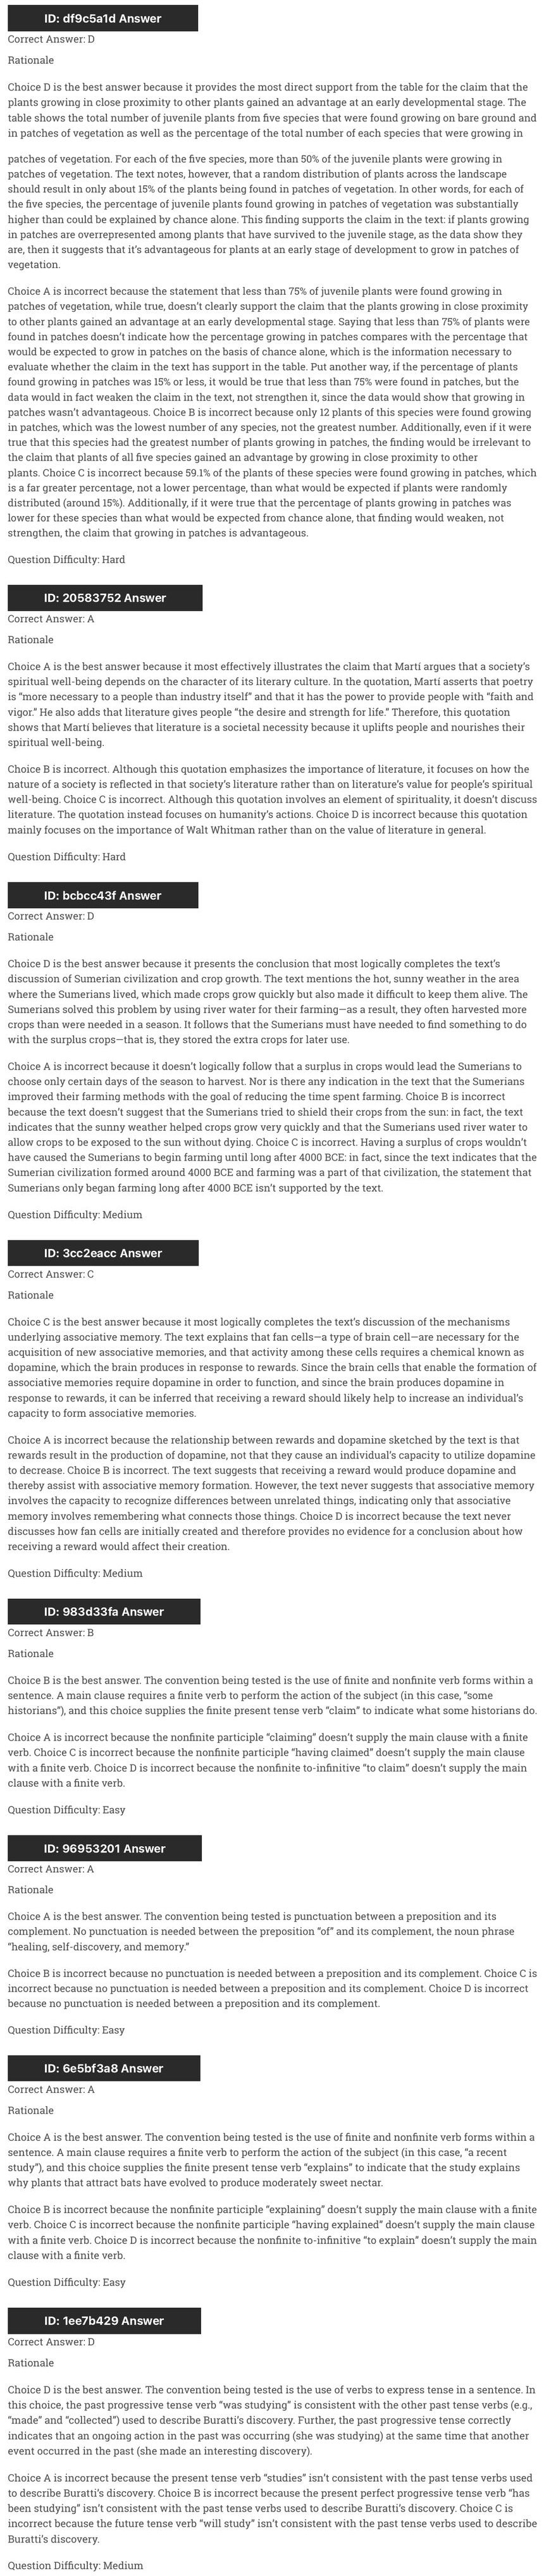 ID: df9c5a1d Answer
Correct Answer: D
Rationale
Choice D is the best answer because it provides the most direct support from the table for the claim that the
plants growing in close proximity to other plants gained an advantage at an early developmental stage. The
table shows the total number of juvenile plants from five species that were found growing on bare ground and
in patches of vegetation as well as the percentage of the total number of each species that were growing in
patches of vegetation. For each of the five species, more than 50% of the juvenile plants were growing in
patches of vegetation. The text notes, however, that a random distribution of plants across the landscape
should result in only about 15% of the plants being found in patches of vegetation. In other words, for each of
the five species, the percentage of juvenile plants found growing in patches of vegetation was substantially
higher than could be explained by chance alone. This finding supports the claim in the text: if plants growing
in patches are overrepresented among plants that have survived to the juvenile stage, as the data show they
are, then it suggests that it’s advantageous for plants at an early stage of development to grow in patches of
vegetation.
Choice A is incorrect because the statement that less than 75% of juvenile plants were found growing in
patches of vegetation, while true, doesn’t clearly support the claim that the plants growing in close proximity
to other plants gained an advantage at an early developmental stage. Saying that less than 75% of plants were
found in patches doesn’t indicate how the percentage growing in patches compares with the percentage that
would be expected to grow in patches on the basis of chance alone, which is the information necessary to
evaluate whether the claim in the text has support in the table. Put another way, if the percentage of plants
found growing in patches was 15% or less, it would be true that less than 75% were found in patches, but the
data would in fact weaken the claim in the text, not strengthen it, since the data would show that growing in
patches wasn’t advantageous. Choice B is incorrect because only 12 plants of this species were found growing
in patches, which was the lowest number of any species, not the greatest number. Additionally, even if it were
true that this species had the greatest number of plants growing in patches, the finding would be irrelevant to
the claim that plants of all five species gained an advantage by growing in close proximity to other
plants. Choice C is incorrect because 59.1% of the plants of these species were found growing in patches, which
is a far greater percentage, not a lower percentage, than what would be expected if plants were randomly
distributed (around 15%). Additionally, if it were true that the percentage of plants growing in patches was
lower for these species than what would be expected from chance alone, that finding would weaken, not
strengthen, the claim that growing in patches is advantageous.
Question Difficulty: Hard
ID: 20583752 Answer
Correct Answer: A
Rationale
Choice A is the best answer because it most effectively illustrates the claim that Martí argues that a society’s
spiritual well-being depends on the character of its literary culture. In the quotation, Martí asserts that poetry
is “more necessary to a people than industry itself” and that it has the power to provide people with “faith and
vigor.” He also adds that literature gives people “the desire and strength for life.” Therefore, this quotation
shows that Martí believes that literature is a societal necessity because it uplifts people and nourishes their
spiritual well-being.
Choice B is incorrect. Although this quotation emphasizes the importance of literature, it focuses on how the
nature of a society is reflected in that society’s literature rather than on literature’s value for people’s spiritual
well-being. Choice C is incorrect. Although this quotation involves an element of spirituality, it doesn’t discuss
literature. The quotation instead focuses on humanity’s actions. Choice D is incorrect because this quotation
mainly focuses on the importance of Walt Whitman rather than on the value of literature in general.
Question Difficulty: Hard
ID: bcbcc43f Answer
Correct Answer: D
Rationale
Choice D is the best answer because it presents the conclusion that most logically completes the text’s
discussion of Sumerian civilization and crop growth. The text mentions the hot, sunny weather in the area
where the Sumerians lived, which made crops grow quickly but also made it difficult to keep them alive. The
Sumerians solved this problem by using river water for their farming—as a result, they often harvested more
crops than were needed in a season. It follows that the Sumerians must have needed to find something to do
with the surplus crops—that is, they stored the extra crops for later use.
Choice A is incorrect because it doesn’t logically follow that a surplus in crops would lead the Sumerians to
choose only certain days of the season to harvest. Nor is there any indication in the text that the Sumerians
improved their farming methods with the goal of reducing the time spent farming. Choice B is incorrect
because the text doesn’t suggest that the Sumerians tried to shield their crops from the sun: in fact, the text
indicates that the sunny weather helped crops grow very quickly and that the Sumerians used river water to
allow crops to be exposed to the sun without dying. Choice C is incorrect. Having a surplus of crops wouldn’t
have caused the Sumerians to begin farming until long after 4000 BCE: in fact, since the text indicates that the
Sumerian civilization formed around 4000 BCE and farming was a part of that civilization, the statement that
Sumerians only began farming long after 4000 BCE isn’t supported by the text.
Question Difficulty: Medium
ID: 3cc2eacc Answer
Correct Answer: C
Rationale
Choice C is the best answer because it most logically completes the text’s discussion of the mechanisms
underlying associative memory. The text explains that fan cells—a type of brain cell—are necessary for the
acquisition of new associative memories, and that activity among these cells requires a chemical known as
dopamine, which the brain produces in response to rewards. Since the brain cells that enable the formation of
associative memories require dopamine in order to function, and since the brain produces dopamine in
response to rewards, it can be inferred that receiving a reward should likely help to increase an individual’s
capacity to form associative memories.
Choice A is incorrect because the relationship between rewards and dopamine sketched by the text is that
rewards result in the production of dopamine, not that they cause an individual’s capacity to utilize dopamine
to decrease. Choice B is incorrect. The text suggests that receiving a reward would produce dopamine and
thereby assist with associative memory formation. However, the text never suggests that associative memory
involves the capacity to recognize differences between unrelated things, indicating only that associative
memory involves remembering what connects those things. Choice D is incorrect because the text never
discusses how fan cells are initially created and therefore provides no evidence for a conclusion about how
receiving a reward would affect their creation.
Question Difficulty: Medium
ID: 983d33fa Answer
Correct Answer: B
Rationale
Choice B is the best answer. The convention being tested is the use of finite and nonfinite verb forms within a
sentence. A main clause requires a finite verb to perform the action of the subject (in this case, “some
historians”), and this choice supplies the finite present tense verb “claim” to indicate what some historians do.
Choice A is incorrect because the nonfinite participle “claiming” doesn’t supply the main clause with a finite
verb. Choice C is incorrect because the nonfinite participle “having claimed” doesn’t supply the main clause
with a finite verb. Choice D is incorrect because the nonfinite to-infinitive “to claim” doesn’t supply the main
clause with a finite verb.
Question Difficulty: Easy
ID: 96953201 Answer
Correct Answer: A
Rationale
Choice A is the best answer. The convention being tested is punctuation between a preposition and its
complement. No punctuation is needed between the preposition “of” and its complement, the noun phrase
“healing, self-discovery, and memory.”
Choice B is incorrect because no punctuation is needed between a preposition and its complement. Choice C is
incorrect because no punctuation is needed between a preposition and its complement. Choice D is incorrect
because no punctuation is needed between a preposition and its complement.
Question Difficulty: Easy
ID: 6e5bf3a8 Answer
Correct Answer: A
Rationale
Choice A is the best answer. The convention being tested is the use of finite and nonfinite verb forms within a
sentence. A main clause requires a finite verb to perform the action of the subject (in this case, “a recent
study”), and this choice supplies the finite present tense verb “explains” to indicate that the study explains
why plants that attract bats have evolved to produce moderately sweet nectar.
Choice B is incorrect because the nonfinite participle “explaining” doesn’t supply the main clause with a finite
verb. Choice C is incorrect because the nonfinite participle “having explained” doesn’t supply the main clause
with a finite verb. Choice D is incorrect because the nonfinite to-infinitive “to explain” doesn’t supply the main
clause with a finite verb.
Question Difficulty: Easy
ID: 1ee7b429 Answer
Correct Answer: D
Rationale
Choice D is the best answer. The convention being tested is the use of verbs to express tense in a sentence. In
this choice, the past progressive tense verb “was studying” is consistent with the other past tense verbs (e.g.,
“made” and “collected”) used to describe Buratti’s discovery. Further, the past progressive tense correctly
indicates that an ongoing action in the past was occurring (she was studying) at the same time that another
event occurred in the past (she made an interesting discovery).
Choice A is incorrect because the present tense verb “studies” isn’t consistent with the past tense verbs used
to describe Buratti’s discovery. Choice B is incorrect because the present perfect progressive tense verb “has
been studying” isn’t consistent with the past tense verbs used to describe Buratti’s discovery. Choice C is
incorrect because the future tense verb “will study” isn’t consistent with the past tense verbs used to describe
Buratti’s discovery.
Question Difficulty: Medium